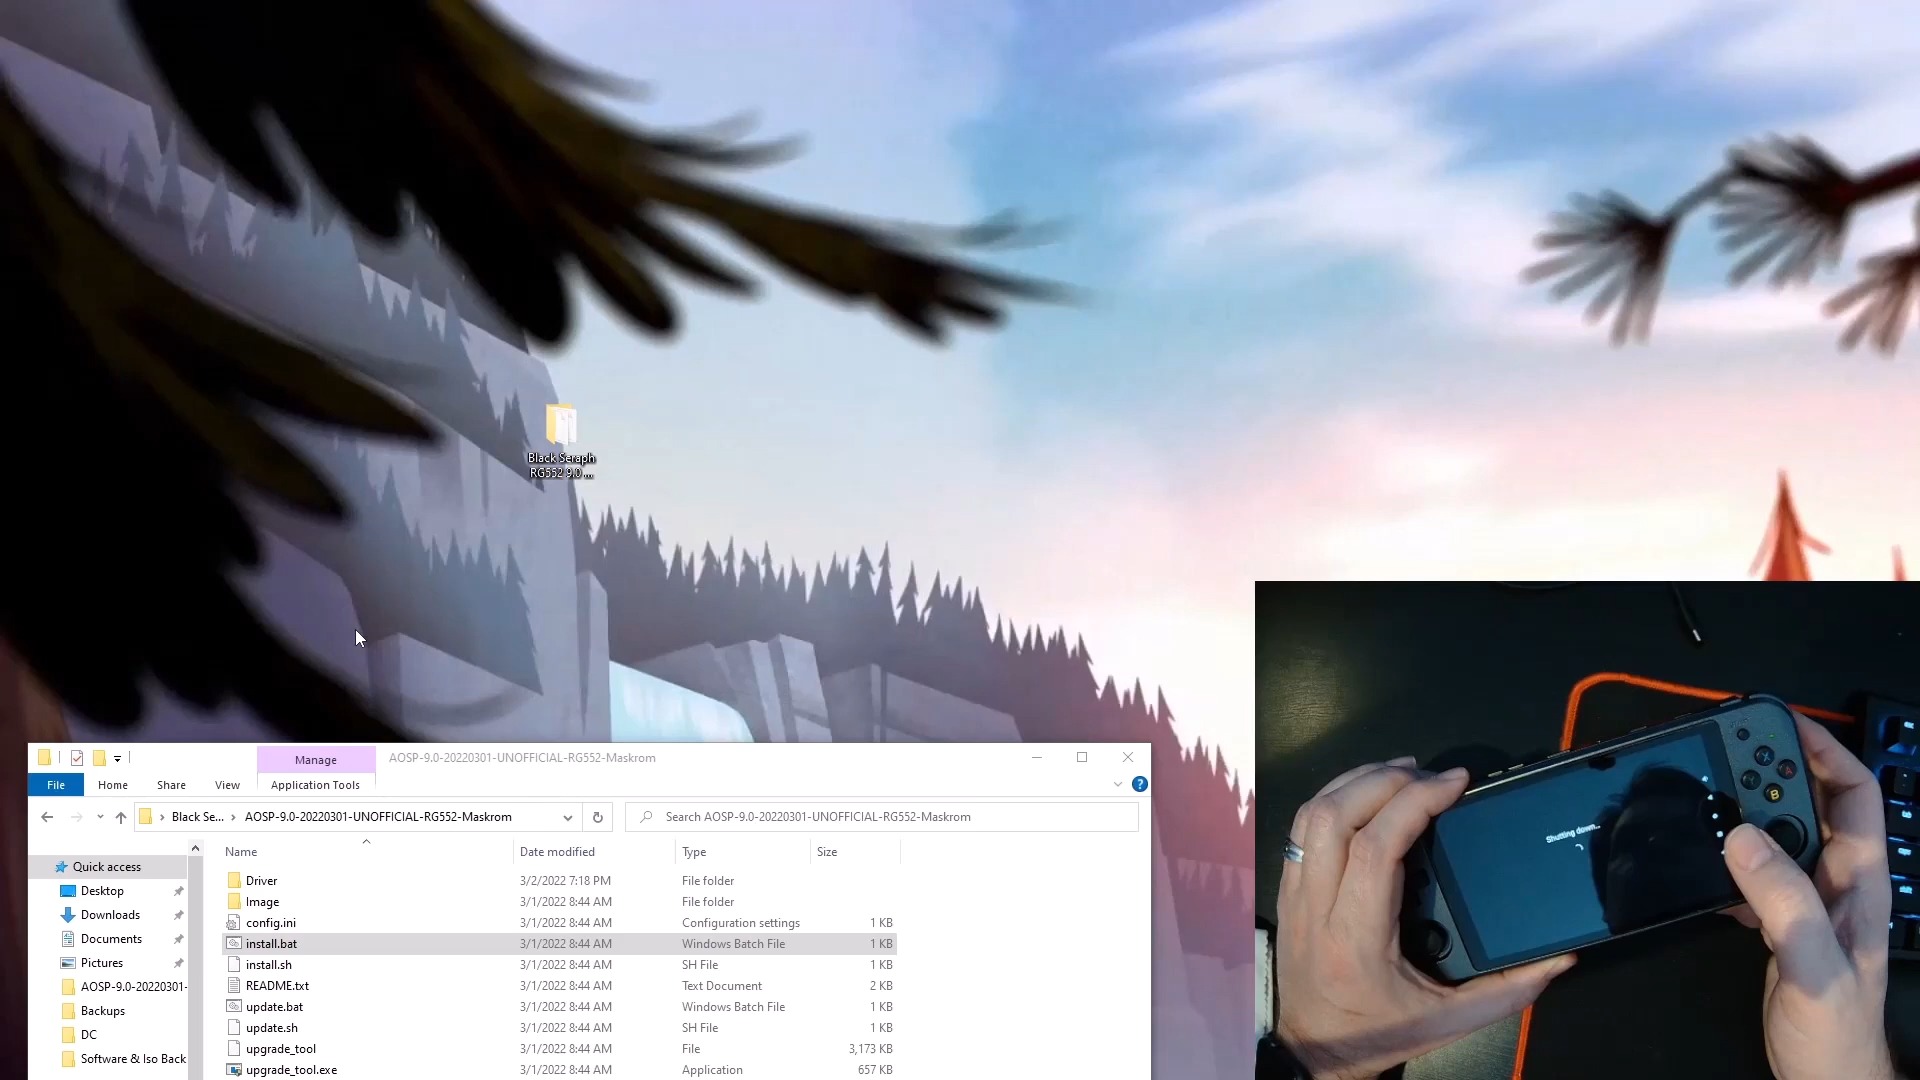 Black Seraph
RG552 9.0 ...
Manage
AOSP-9.0-20220301-UNOFFICIAL-RG552-Maskrom
File
Home
Share
View
Application Tools
Black Se...
AOSP-9.0-20220301-UNOFFICIAL-RG552-Maskrom
Search AOSP-9.0-20220301-UNOFFICIAL-RG552-Maskrom
Name
Date modified
Type
Size
Quick access
Desktop
Downloads
Documents
Pictures
AOSP-9.0-20220301-
Backups
DC
Software & Iso Back
Driver 3/2/2022 7:18 PM File folder
Image 3/1/2022 8:44 AM File folder
config.ini 3/1/2022 8:44 AM Configuration settings 1 KB
install.bat 3/1/2022 8:44 AM Windows Batch File 1 KB
install.sh 3/1/2022 8:44 AM SH File 1 KB
README.txt 3/1/2022 8:44 AM Text Document 2 KB
update.bat 3/1/2022 8:44 AM Windows Batch File 1 KB
update.sh 3/1/2022 8:44 AM SH File 1 KB
upgrade_tool 3/1/2022 8:44 AM File 3,173 KB
upgrade_tool.exe 3/1/2022 8:44 AM Application 657 KB
Shutting down...
X
Y
A
B